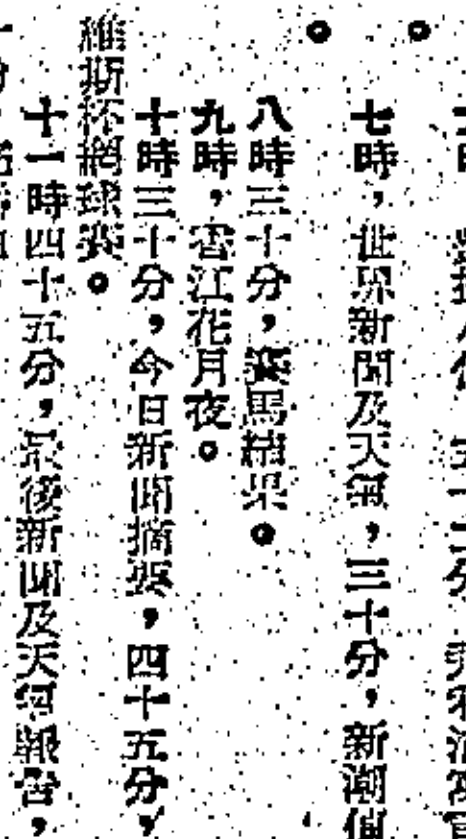 七時,世界新聞及天氣,三十分,新潮
八時三十分,賽馬結果。
九時,香江花月夜。
十時三十分,今日新聞摘要,四十五分,
維斯杯網球賽。
十一時四十五分,最後新聞及天氣報告,